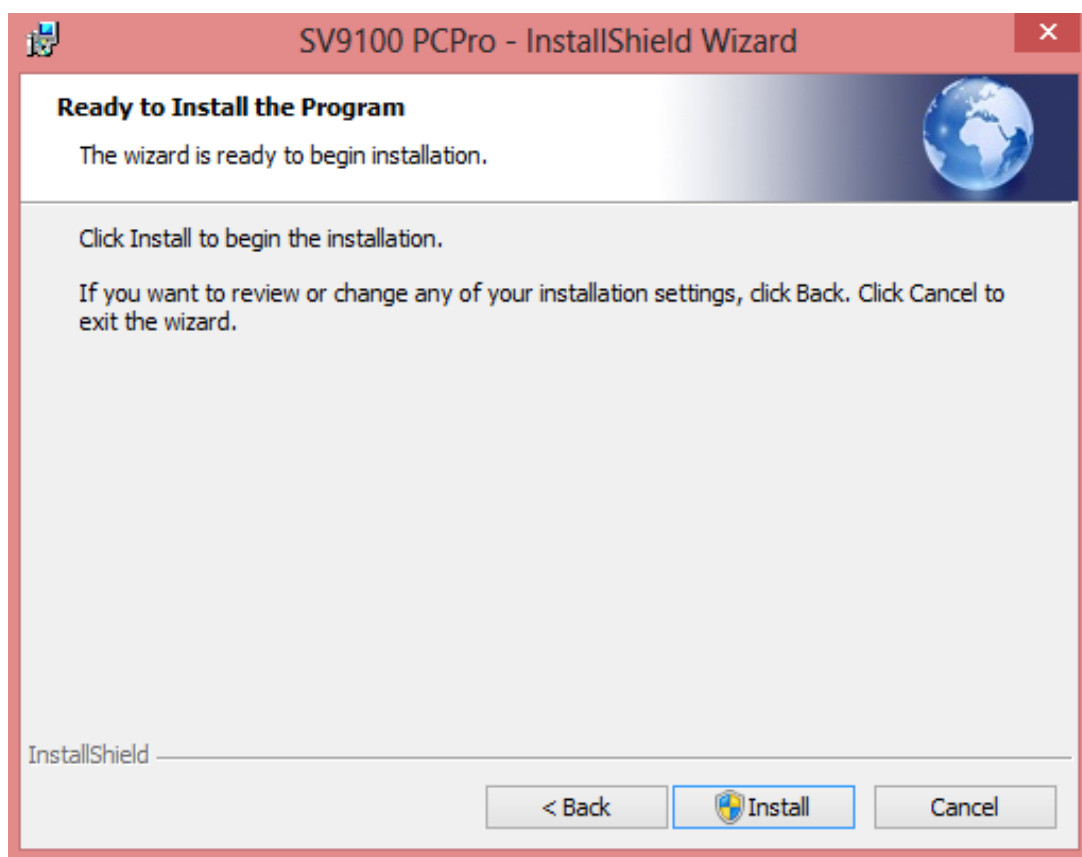 SV9100 PCPro - InstallShield Wizard
Ready to Install the Program
The wizard is ready to begin installation.
Click Install to begin the installation.
If you want to review or change any of your installation settings, click Back. Click Cancel to
exit the wizard.
InstallShield
< Back
Install
Cancel